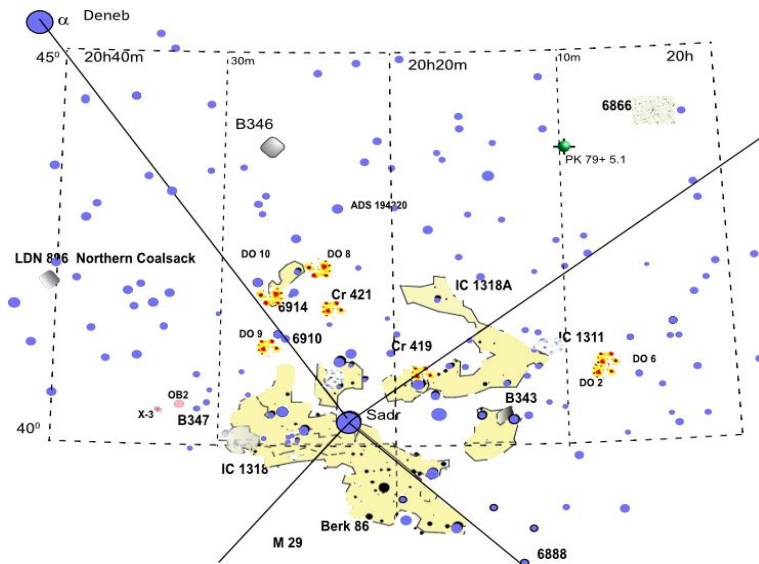 α Deneb
45⁰ 20h40m 30m 20h20m 10m 20h
6866
B346
PK 79+ 5.1
ADS 194220
LDN 896 Northern Coalsack
DO 10 DO 8
IC 1318A
6914 Cr 421
DO 9 6910
Cr 419 IC 1311
DO 6
DO 2
OB2
X-3
B347
Sadr
B343
40⁰
IC 1318
Berk 86
M 29
6888